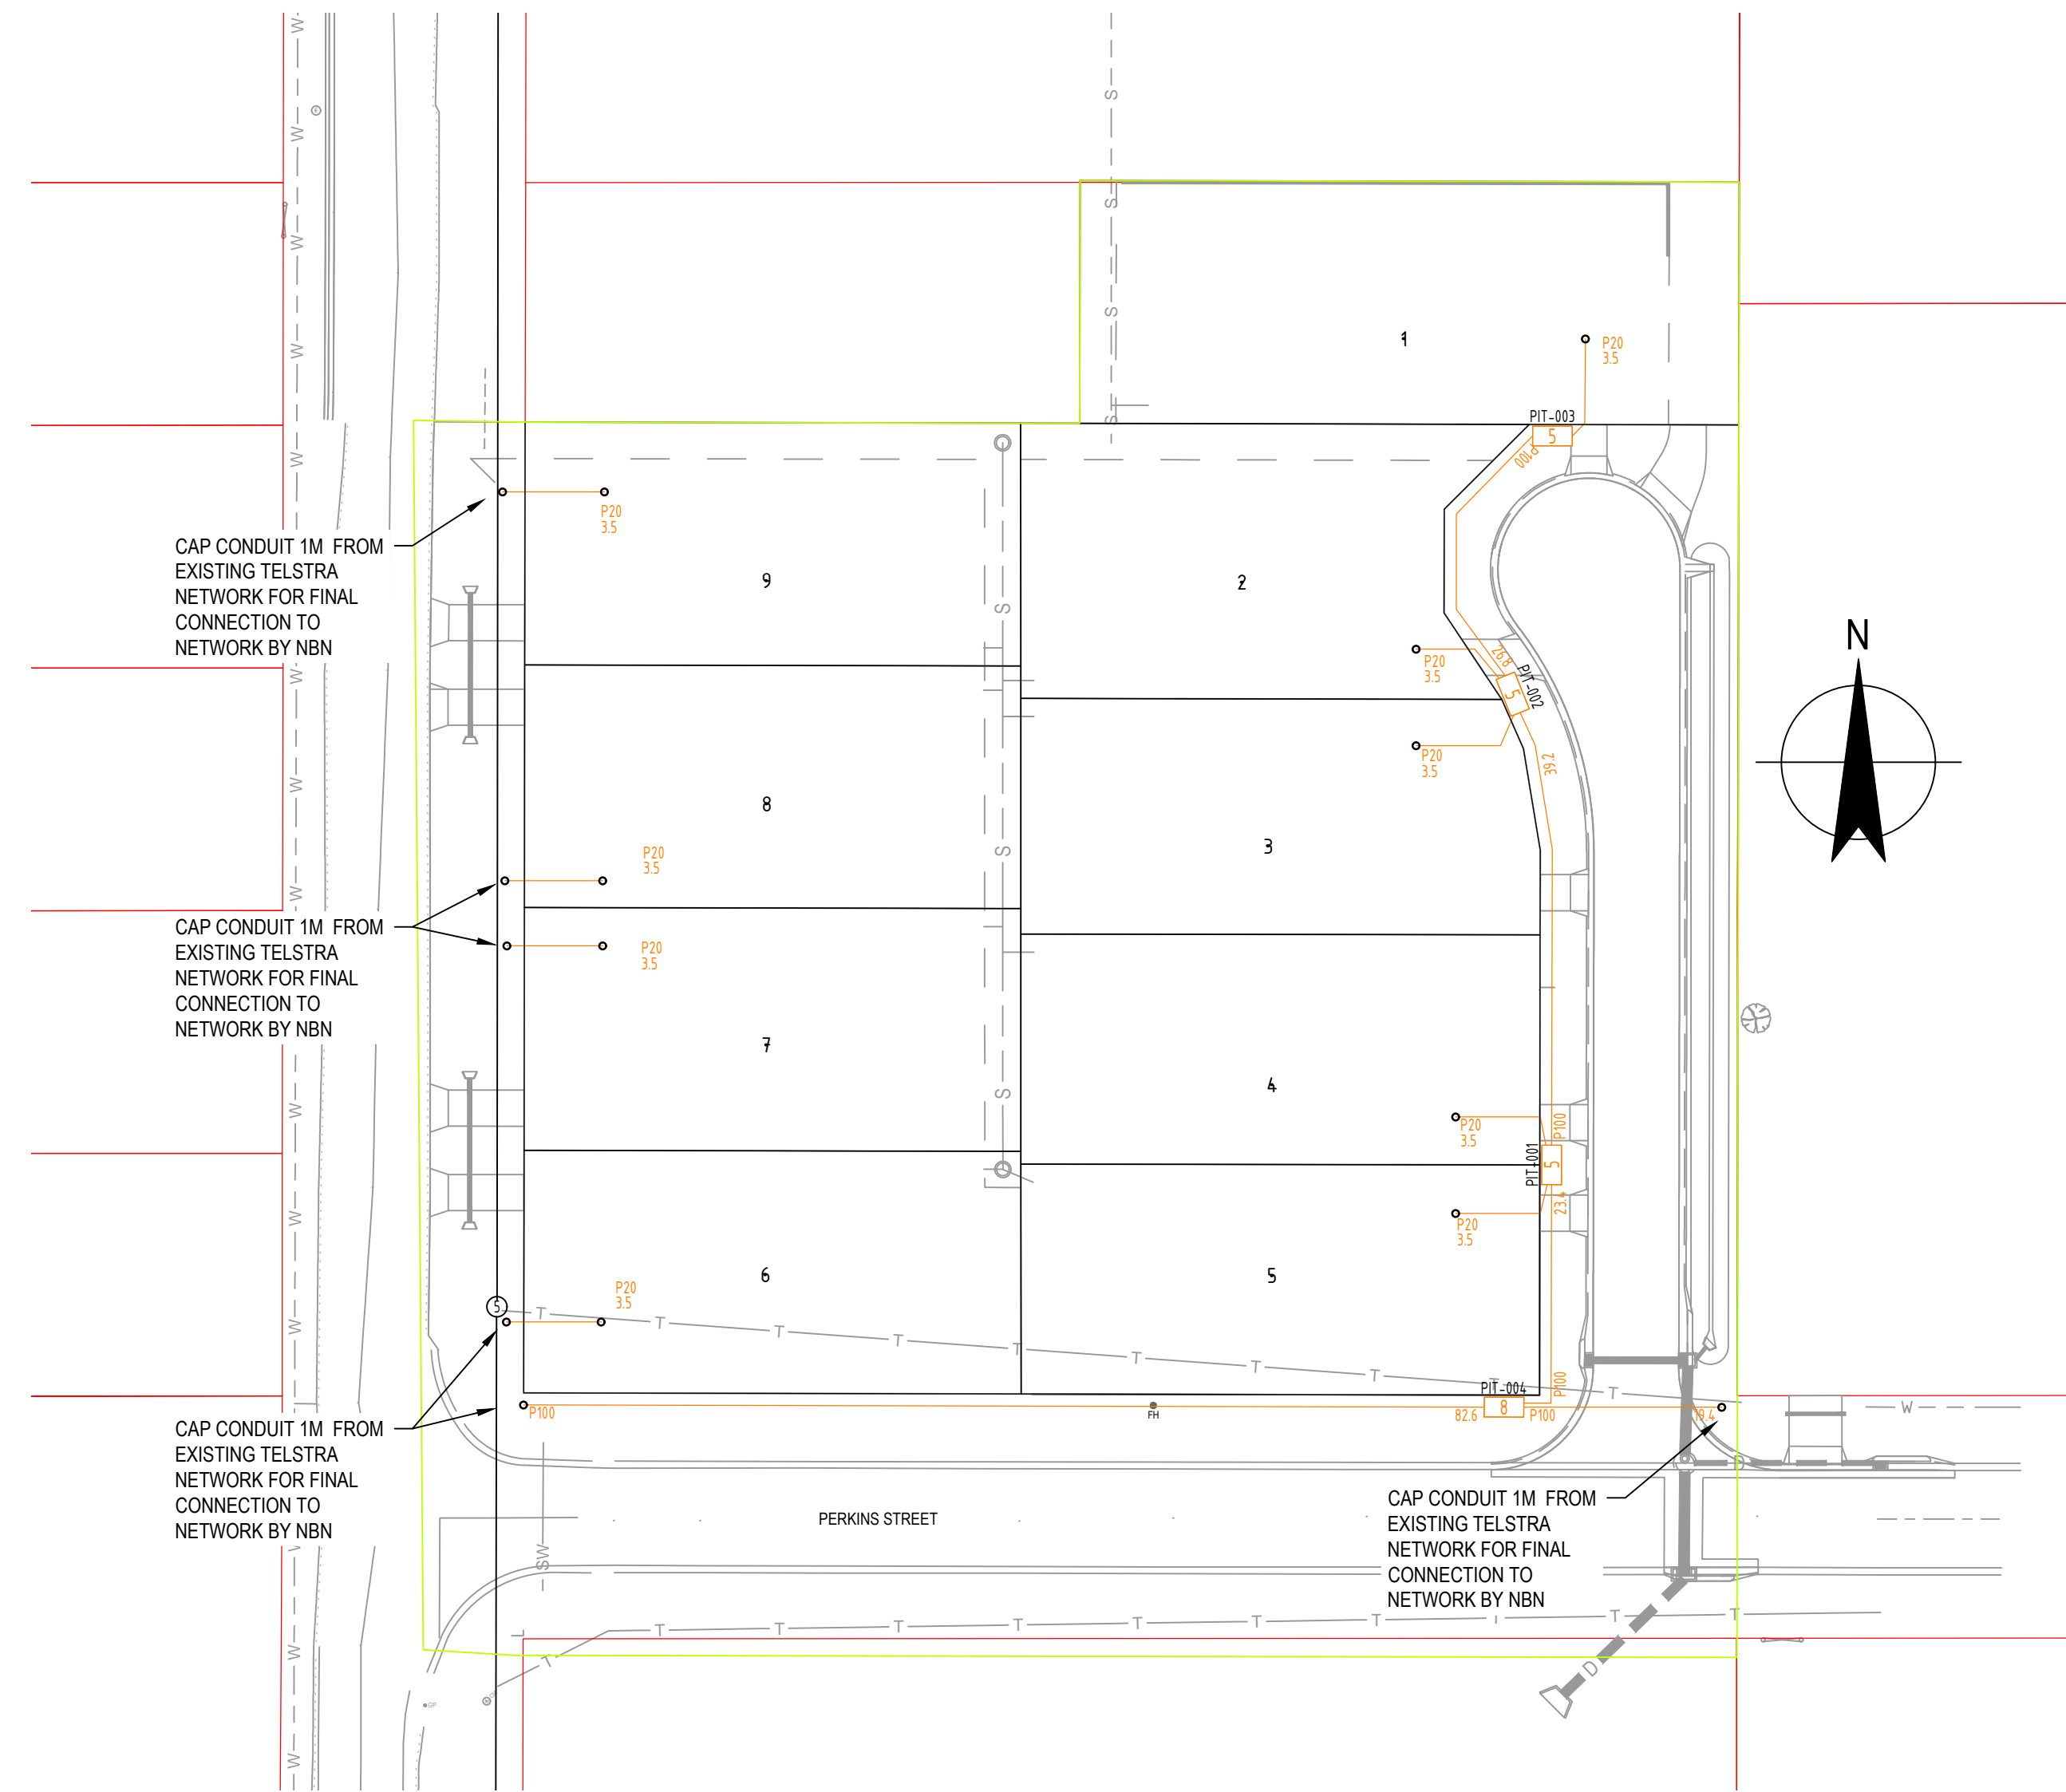 S
S
S
S
S
W
W
W
W
W
1
P20
3.5
PIT-003
5
P100
P20
3.5
CAP CONDUIT 1M FROM
EXISTING TELSTRA
NETWORK FOR FINAL
CONNECTION TO
NETWORK BY NBN
9
2
S
N
P20
3.5
26.8
PIT-002
5
W
P20
3.5
39.2
W
8
3
S
P20
3.5
W
CAP CONDUIT 1M FROM
EXISTING TELSTRA
NETWORK FOR FINAL
CONNECTION TO
NETWORK BY NBN
P20
3.5
7
4
S
W
P20
3.5
P100
PIT-001
5
23.4
P20
3.5
W
6
5
P20
3.5
5
W
T
T
T
T
T
T
T
T
T
T
PIT-004
8
P100
P100
82.6
P100
19.4
FH
W
CAP CONDUIT 1M FROM
EXISTING TELSTRA
NETWORK FOR FINAL
CONNECTION TO
NETWORK BY NBN
PERKINS STREET
SW
CAP CONDUIT 1M FROM
EXISTING TELSTRA
NETWORK FOR FINAL
CONNECTION TO
NETWORK BY NBN
T
T
T
T
T
T
T
T
T
T
W
D
W